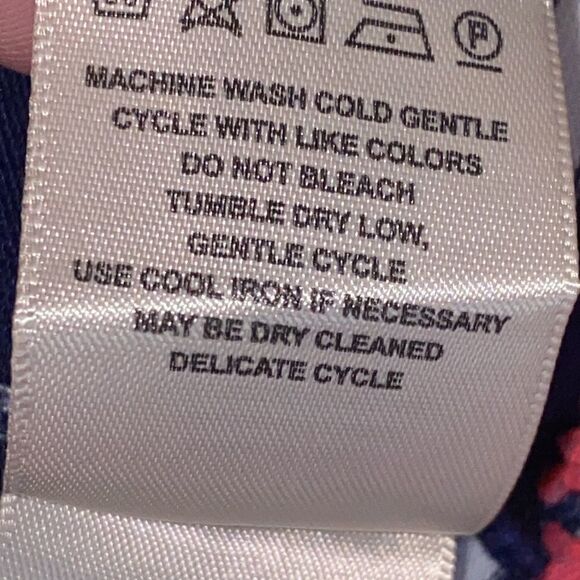 P
MACHINE WASH COLD GENTLE
CYCLE WITH LIKE COLORS
DO NOT BLEACH
TUMBLE DRY LOW,
GENTLE CYCLE
USE COOL IRON IF NECESSARY
MAY BE DRY CLEANED
DELICATE CYCLE